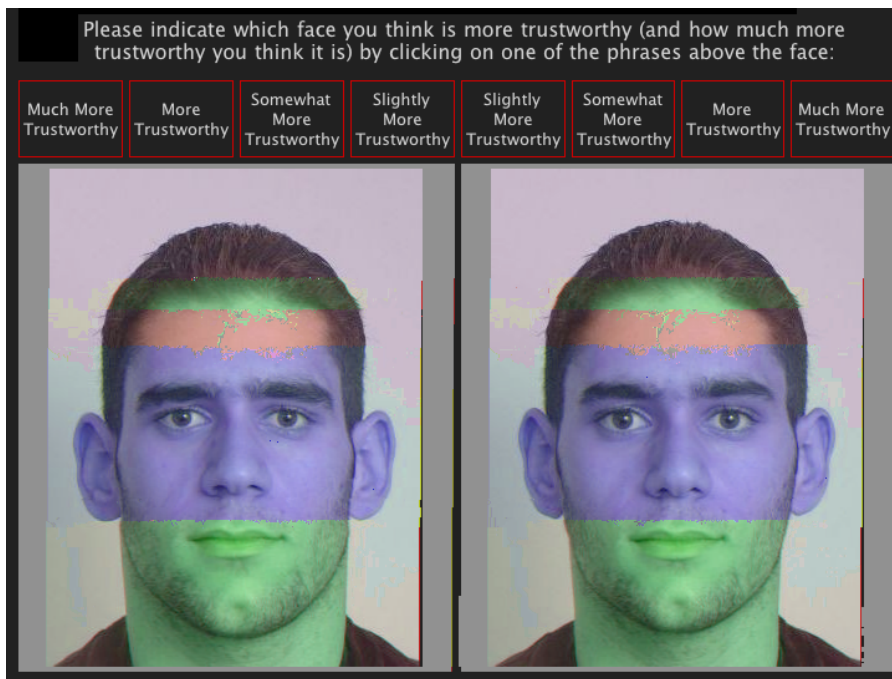 Please indicate which face you think is more trustworthy (and how much more
trustworthy you think it is) by clicking on one of the phrases above the face:
Much More
Trustworthy
More
Trustworthy
Somewhat
More
Trustworthy
Slightly
More
Trustworthy
Slightly
More
Trustworthy
Somewhat
More
Trustworthy
More
Trustworthy
Much More
Trustworthy